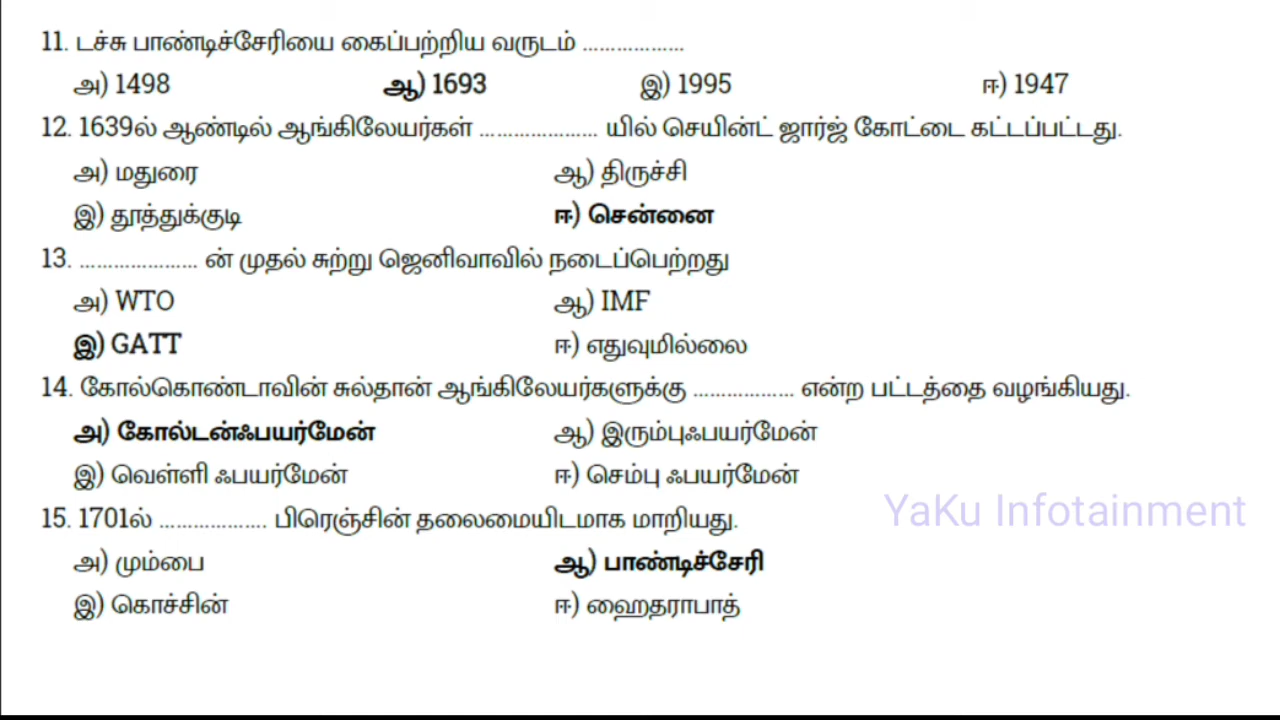 11. டச்சு பாண்டிச்சேரியை கைப்பற்றிய வருடம் ..................
அ) 1498 ஆ) 1693 இ) 1995 ஈ) 1947
12. 1639ல் ஆண்டில் ஆங்கிலேயர்கள் ..................... யில் செயின்ட் ஜார்ஜ் கோட்டை கட்டப்பட்டது.
அ) மதுரை ஆ) திருச்சி
இ) தூத்துக்குடி ஈ) சென்னை
13. ..................... ன் முதல் சுற்று ஜெனிவாவில் நடைப்பெற்றது
அ) WTO ஆ) IMF
இ) GATT ஈ) எதுவுமில்லை
14. கோல்கொண்டாவின் சுல்தான் ஆங்கிலேயர்களுக்கு .................. என்ற பட்டத்தை வழங்கியது.
அ) கோல்டன்ஃபயர்மேன் ஆ) இரும்புஃபயர்மேன்
இ) வெள்ளி ஃபயர்மேன் ஈ) செம்பு ஃபயர்மேன்
15. 1701ல் ................... பிரெஞ்சின் தலைமையிடமாக மாறியது.
YaKu Infotainment
அ) மும்பை ஆ) பாண்டிச்சேரி
இ) கொச்சின் ஈ) ஹைதராபாத்